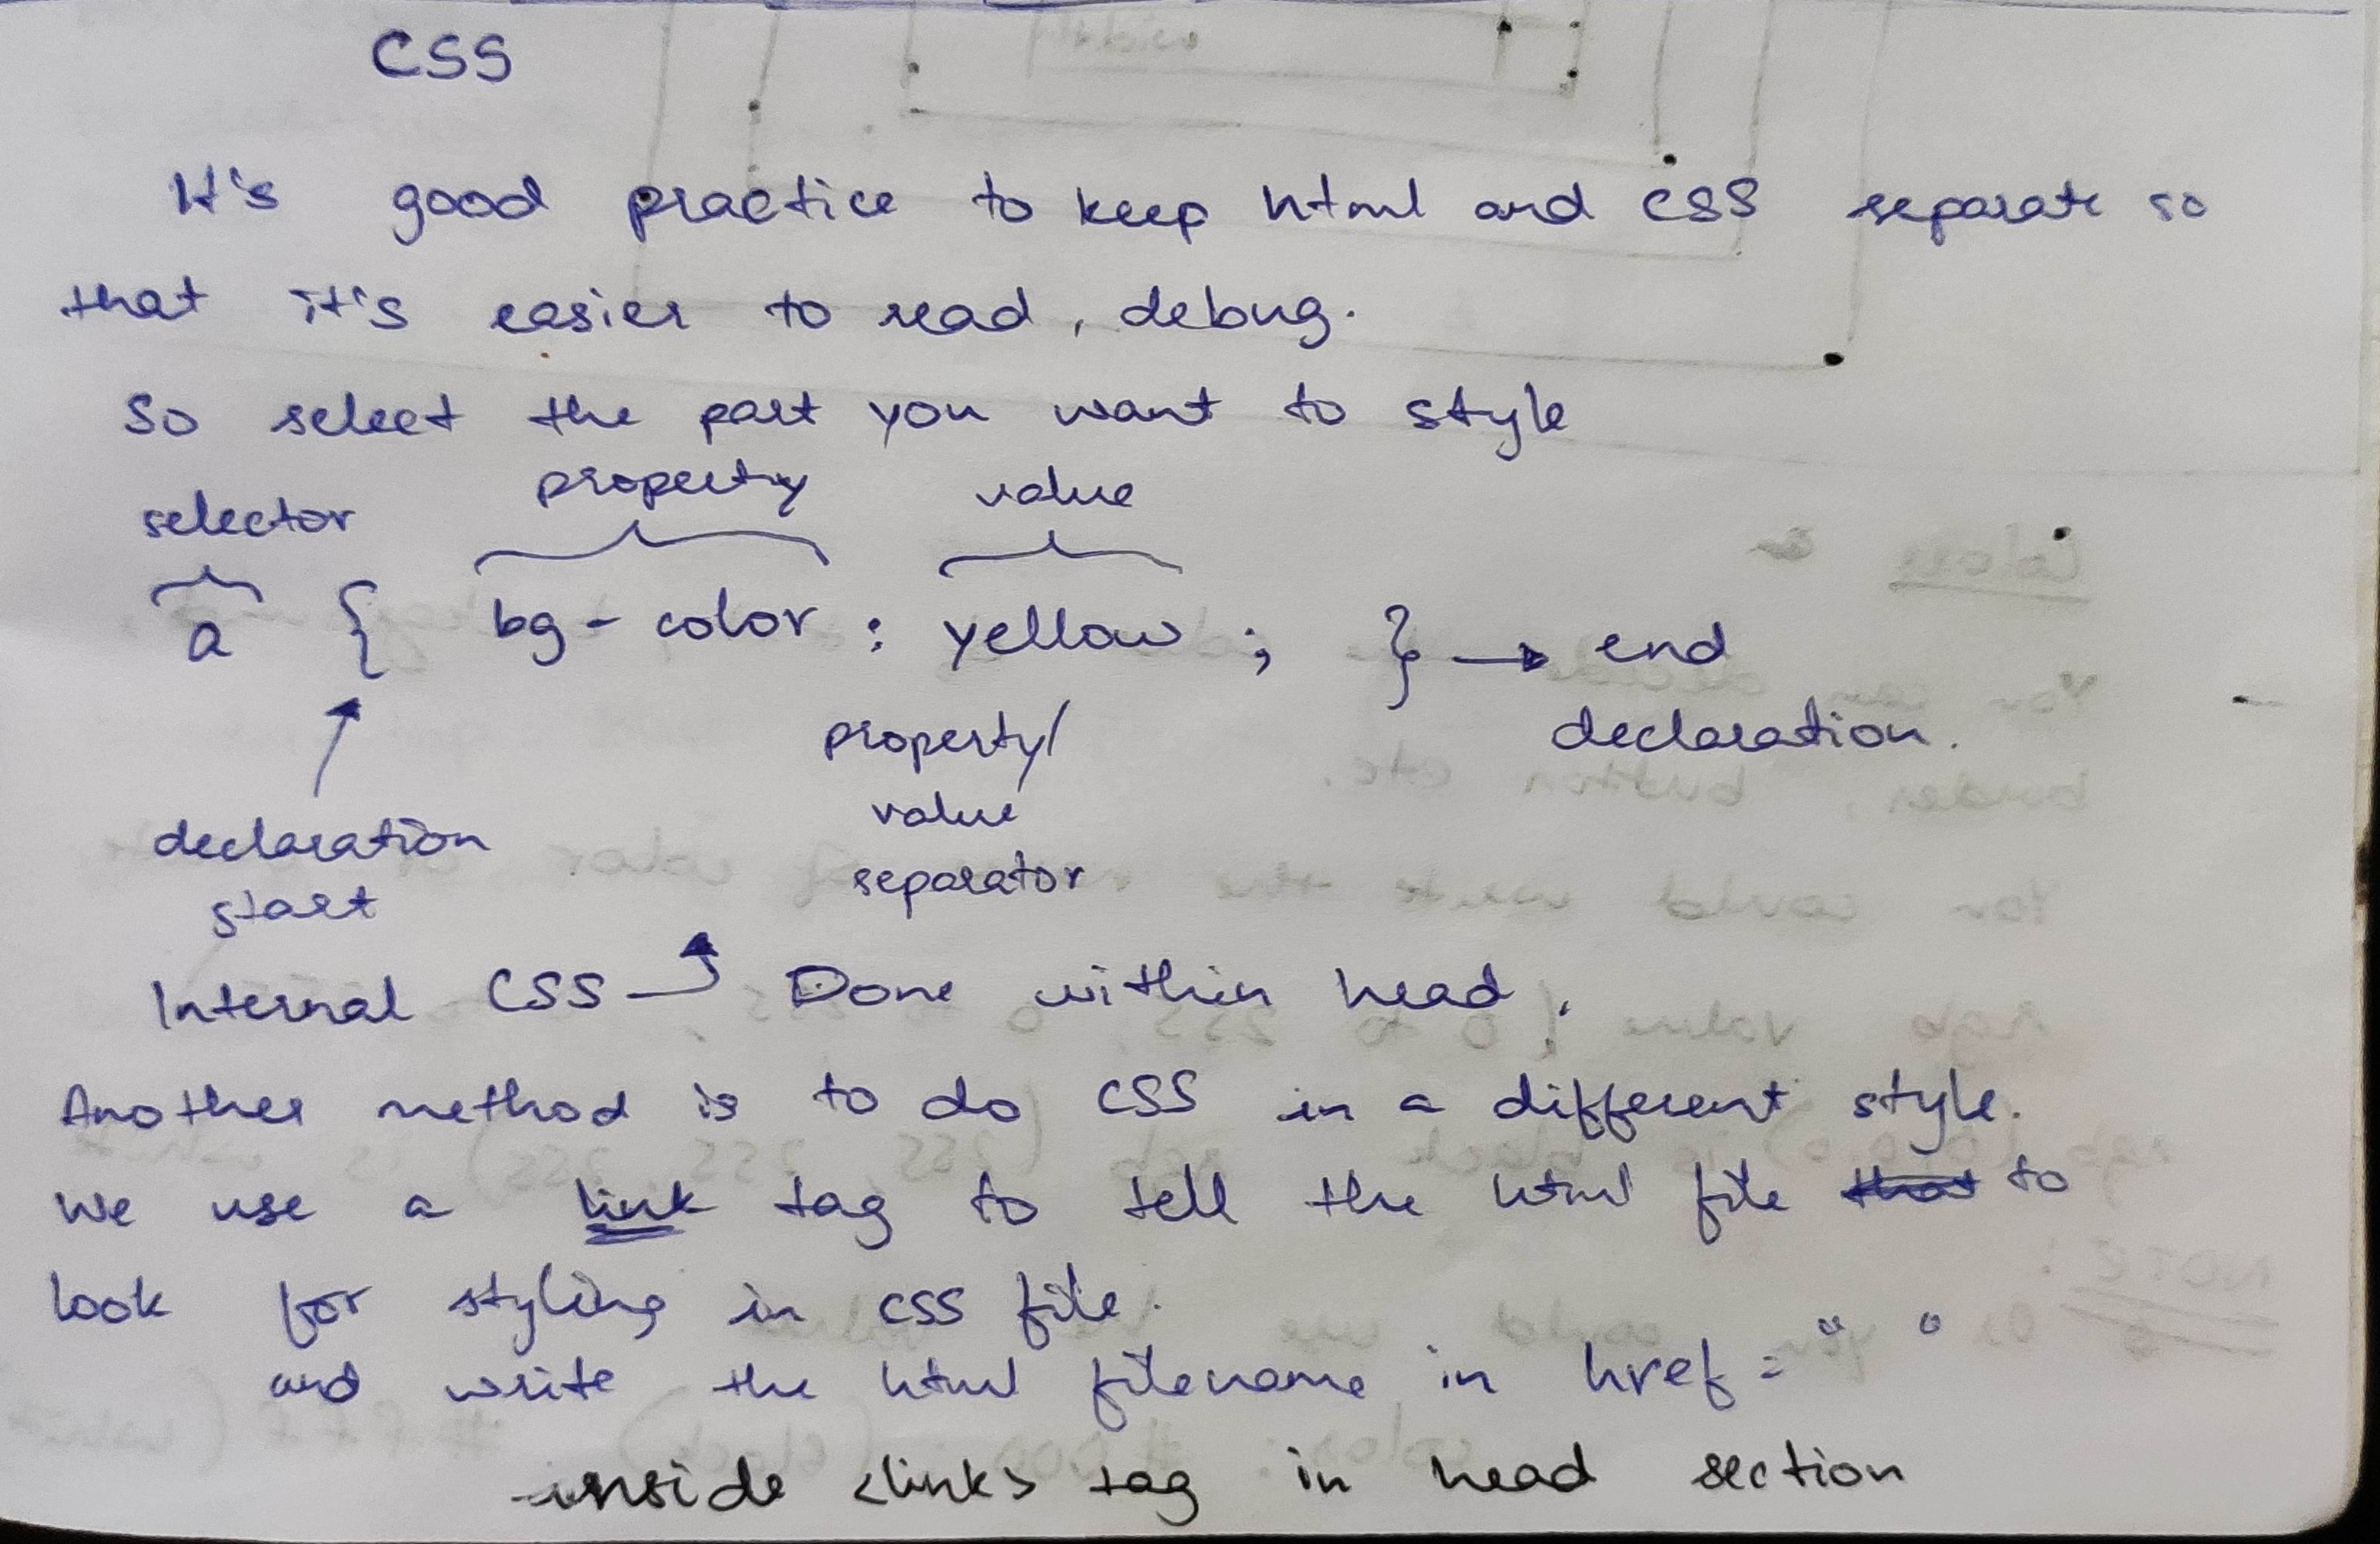 CSS
It's good practice to keep html and CSS separate so
that it's easier to read, debug.
So select the part you want to style
selector property value
a { bg-color : yellow ; } → end
declaration.
property/
value
separator
declaration
start
Internal CSS Done within head.
Another method is to do CSS in a different style.
We use a link tag to tell the html file that to
look for styling in css file.
and write the html filename in href = " "
inside <link> tag in head section